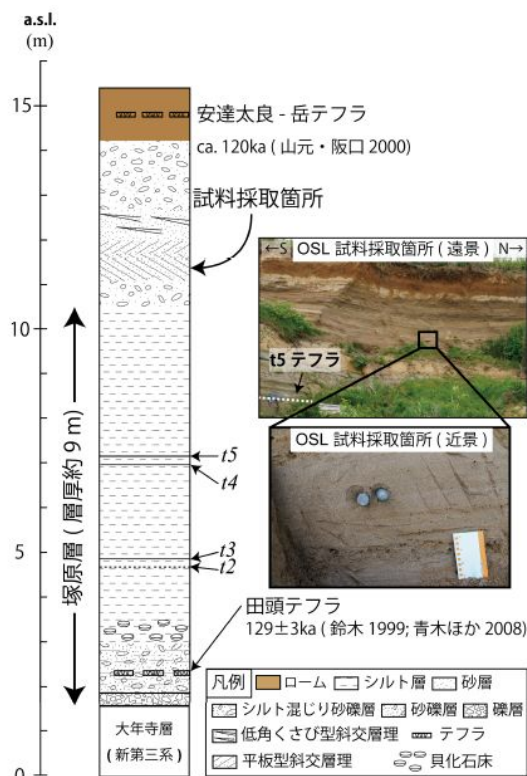 a.s.l.
(m)
15
安達太良 - 岳テフラ
ca. 120ka ( 山元・阪口 2000)
試料採取箇所
←S OSL 試料採取箇所 ( 遠景 ) N→
10
t5 テフラ
OSL 試料採取箇所 ( 近景 )
塚原層 ( 層厚約 9 m)
t5
t4
5
t3
t2
田頭テフラ
129±3ka ( 鈴木 1999; 青木ほか 2008)
凡例 ローム シルト層 砂層
シルト混じり砂礫層 砂礫層 礫層
低角くさび型斜交層理 テフラ
平板型斜交層理 貝化石床
大年寺層
( 新第三系 )
0